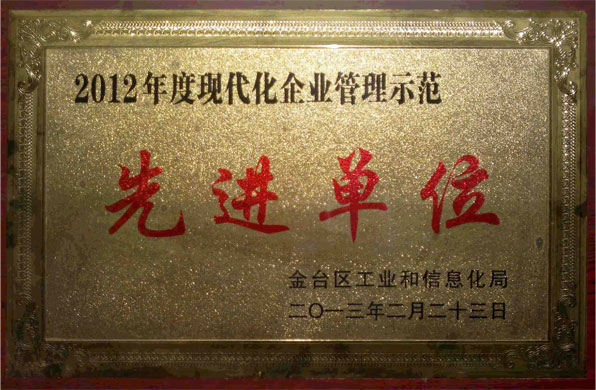 2012年度现代化企业管理示范
先进单位
金台区工业和信息化局
二〇一三年二月二十三日